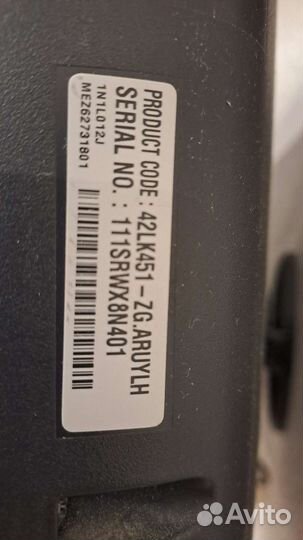 PRODUCT CODE : 42LK451-ZG.ARUYLH
SERIAL NO. : 111SRWX8N401
1N1L012J
MEZ62731801
Avito